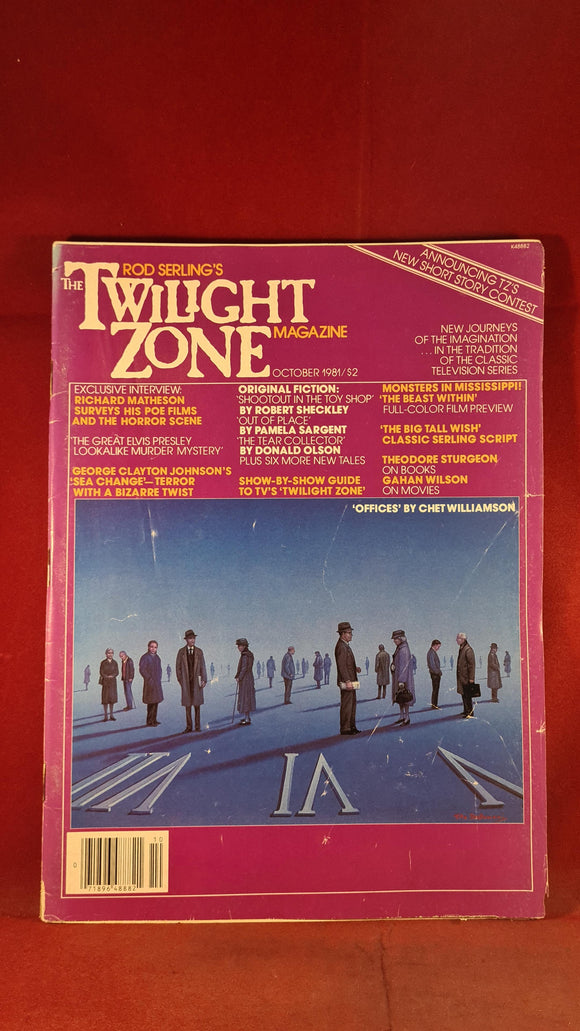 K48882
ANNOUNCING TZ'S
NEW SHORT STORY CONTEST
ROD SERLING'S
THE TWILIGHT
ZONE MAGAZINE
OCTOBER 1981/$2
NEW JOURNEYS
OF THE IMAGINATION
...IN THE TRADITION
OF THE CLASSIC
TELEVISION SERIES
EXCLUSIVE INTERVIEW:
RICHARD MATHESON
SURVEYS HIS POE FILMS
AND THE HORROR SCENE
'THE GREAT ELVIS PRESLEY
LOOKALIKE MURDER MYSTERY'
GEORGE CLAYTON JOHNSON'S
'SEA CHANGE'—TERROR
WITH A BIZARRE TWIST
ORIGINAL FICTION:
'SHOOTOUT IN THE TOY SHOP'
BY ROBERT SHECKLEY
'OUT OF PLACE'
BY PAMELA SARGENT
'THE TEAR COLLECTOR'
BY DONALD OLSON
PLUS SIX MORE NEW TALES
SHOW-BY-SHOW GUIDE
TO TV'S 'TWILIGHT ZONE'
MONSTERS IN MISSISSIPPI!
'THE BEAST WITHIN'
FULL-COLOR FILM PREVIEW
'THE BIG TALL WISH'
CLASSIC SERLING SCRIPT
THEODORE STURGEON
ON BOOKS
GAHAN WILSON
ON MOVIES
'OFFICES' BY CHET WILLIAMSON
IIIV IV V
10
0 71896 48882